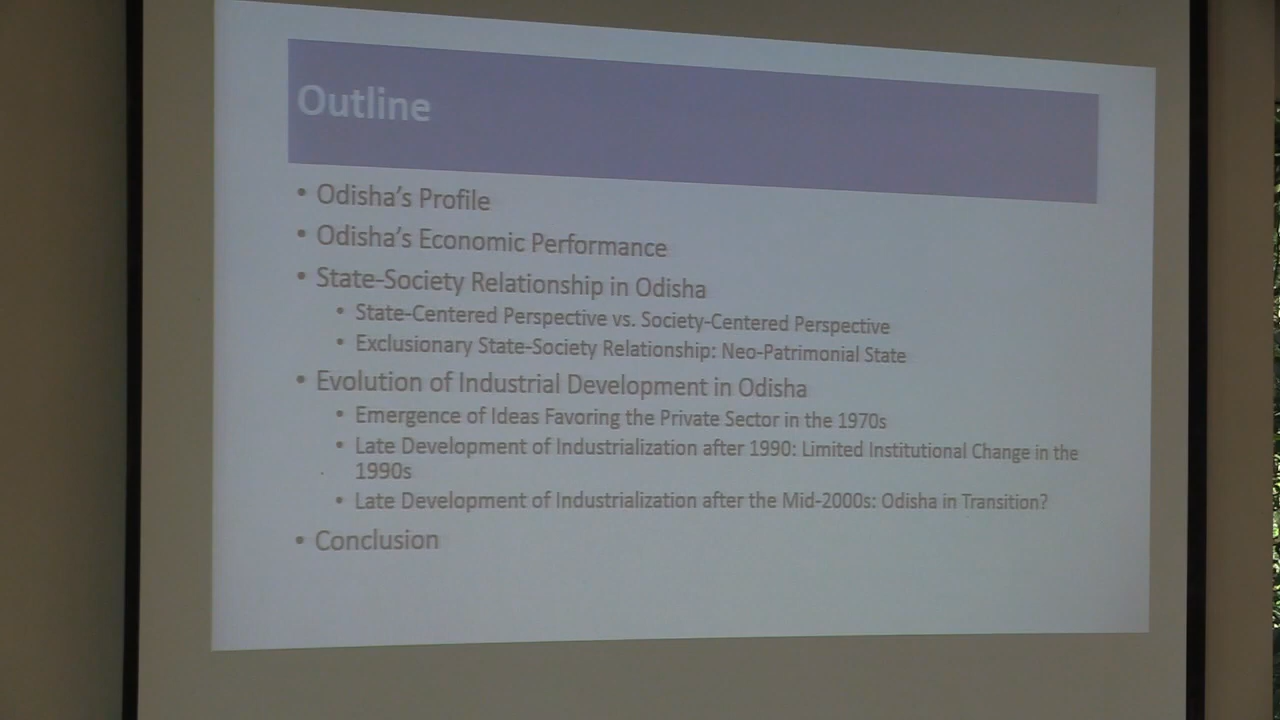 Outline
• Odisha's Profile
• Odisha's Economic Performance
• State-Society Relationship in Odisha
• State-Centered Perspective vs. Society-Centered Perspective
• Exclusionary State-Society Relationship: Neo-Patrimonial State
• Evolution of Industrial Development in Odisha
• Emergence of Ideas Favoring the Private Sector in the 1970s
• Late Development of Industrialization after 1990: Limited Institutional Change in the
1990s
• Late Development of Industrialization after the Mid-2000s: Odisha in Transition?
• Conclusion